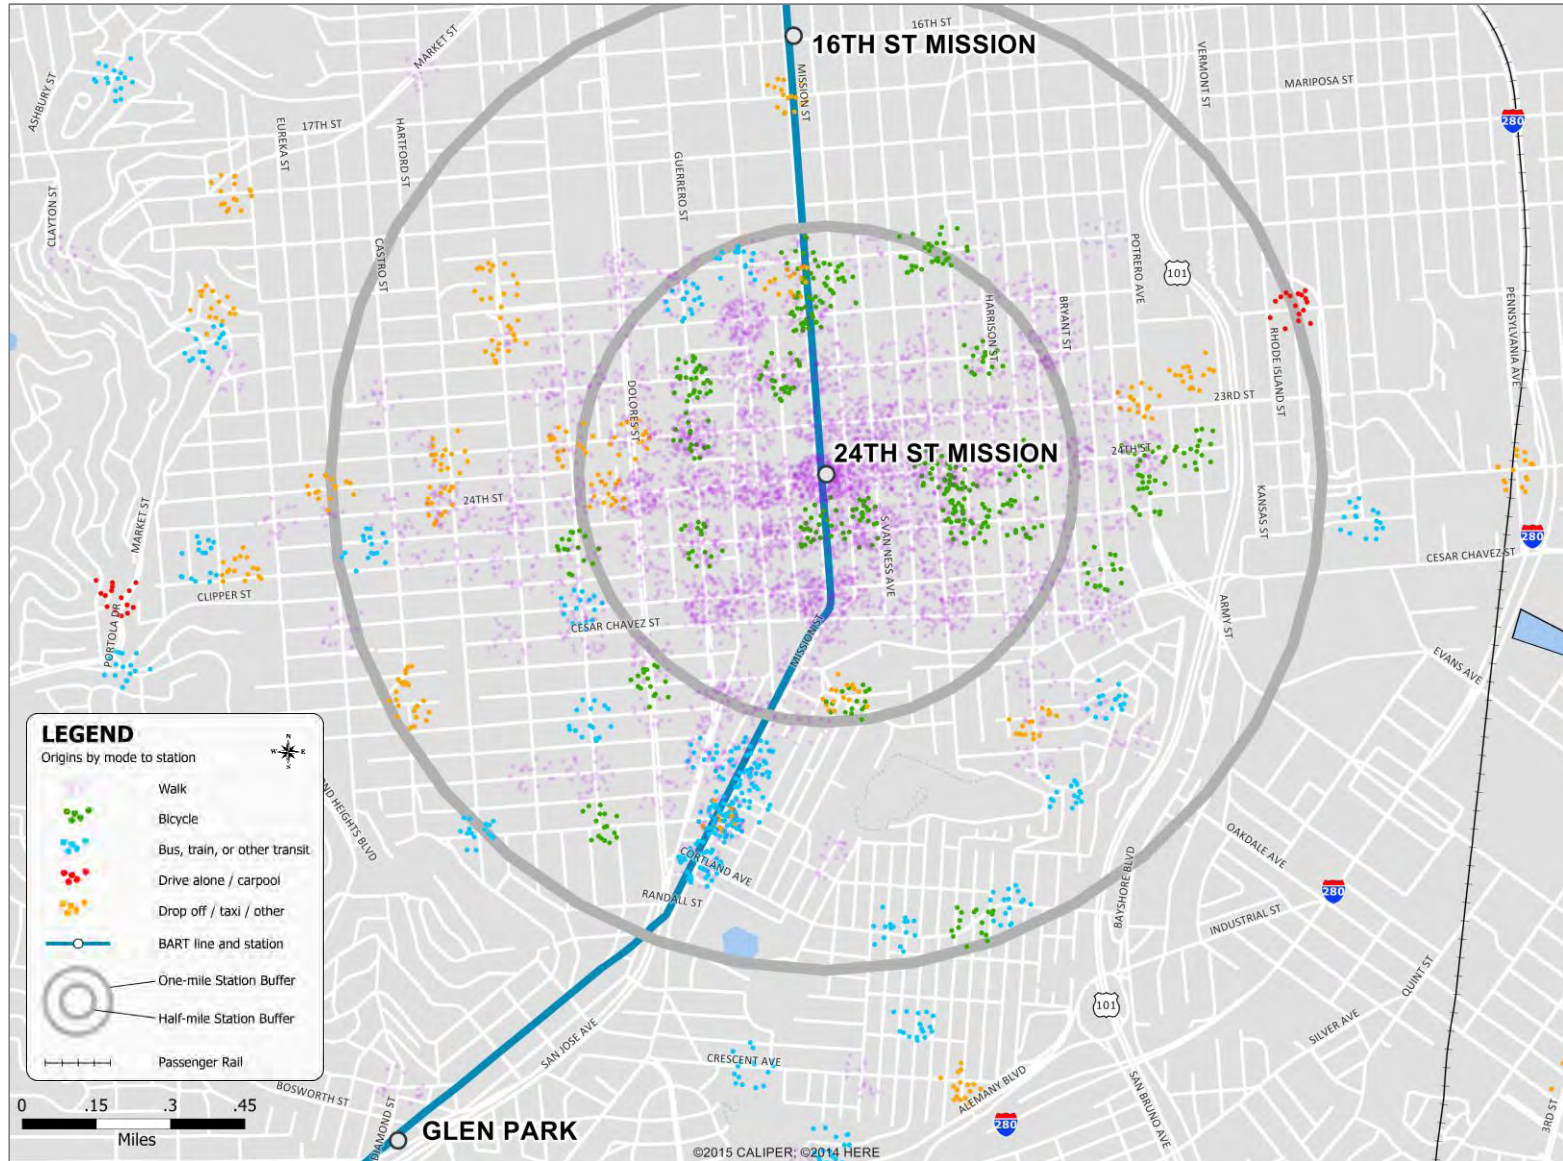 16TH ST
16TH ST MISSION
MARKET ST
MISSION ST
VERMONT ST
MARIPOSA ST
ASHBURY ST
280
17TH ST
EUREKA ST
HARTFORD ST
GUERRERO ST
CLAYTON ST
CASTRO ST
POTRERO AVE
101
HARRISON ST
BRYANT ST
RHODE ISLAND ST
PENNSYLVANIA AVE
DOLORES ST
23RD ST
24TH ST MISSION
24TH ST
24TH ST
MARKET ST
KANSAS ST
S VAN NESS AVE
280
CESAR CHAVEZ ST
CLIPPER ST
CESAR CHAVEZ ST
ARMY ST
PORTOLA DR
MISSION ST
EVANS AVE
LEGEND
Origins by mode to station
N
W
E
S
Walk
Bicycle
Bus, train, or other transit
Drive alone / carpool
Drop off / taxi / other
BART line and station
One-mile Station Buffer
Half-mile Station Buffer
Passenger Rail
HEIGHTS BLVD
CORTLAND AVE
RANDALL ST
BAYSHORE BLVD
OAKDALE AVE
280
INDUSTRIAL ST
QUINT ST
101
SILVER AVE
SAN JOSE AVE
CRESCENT AVE
ALEMANY BLVD
SAN BRUNO AVE
3RD ST
BOSWORTH ST
DIAMOND ST
280
0 .15 .3 .45
Miles
GLEN PARK
©2015 CALIPER; ©2014 HERE